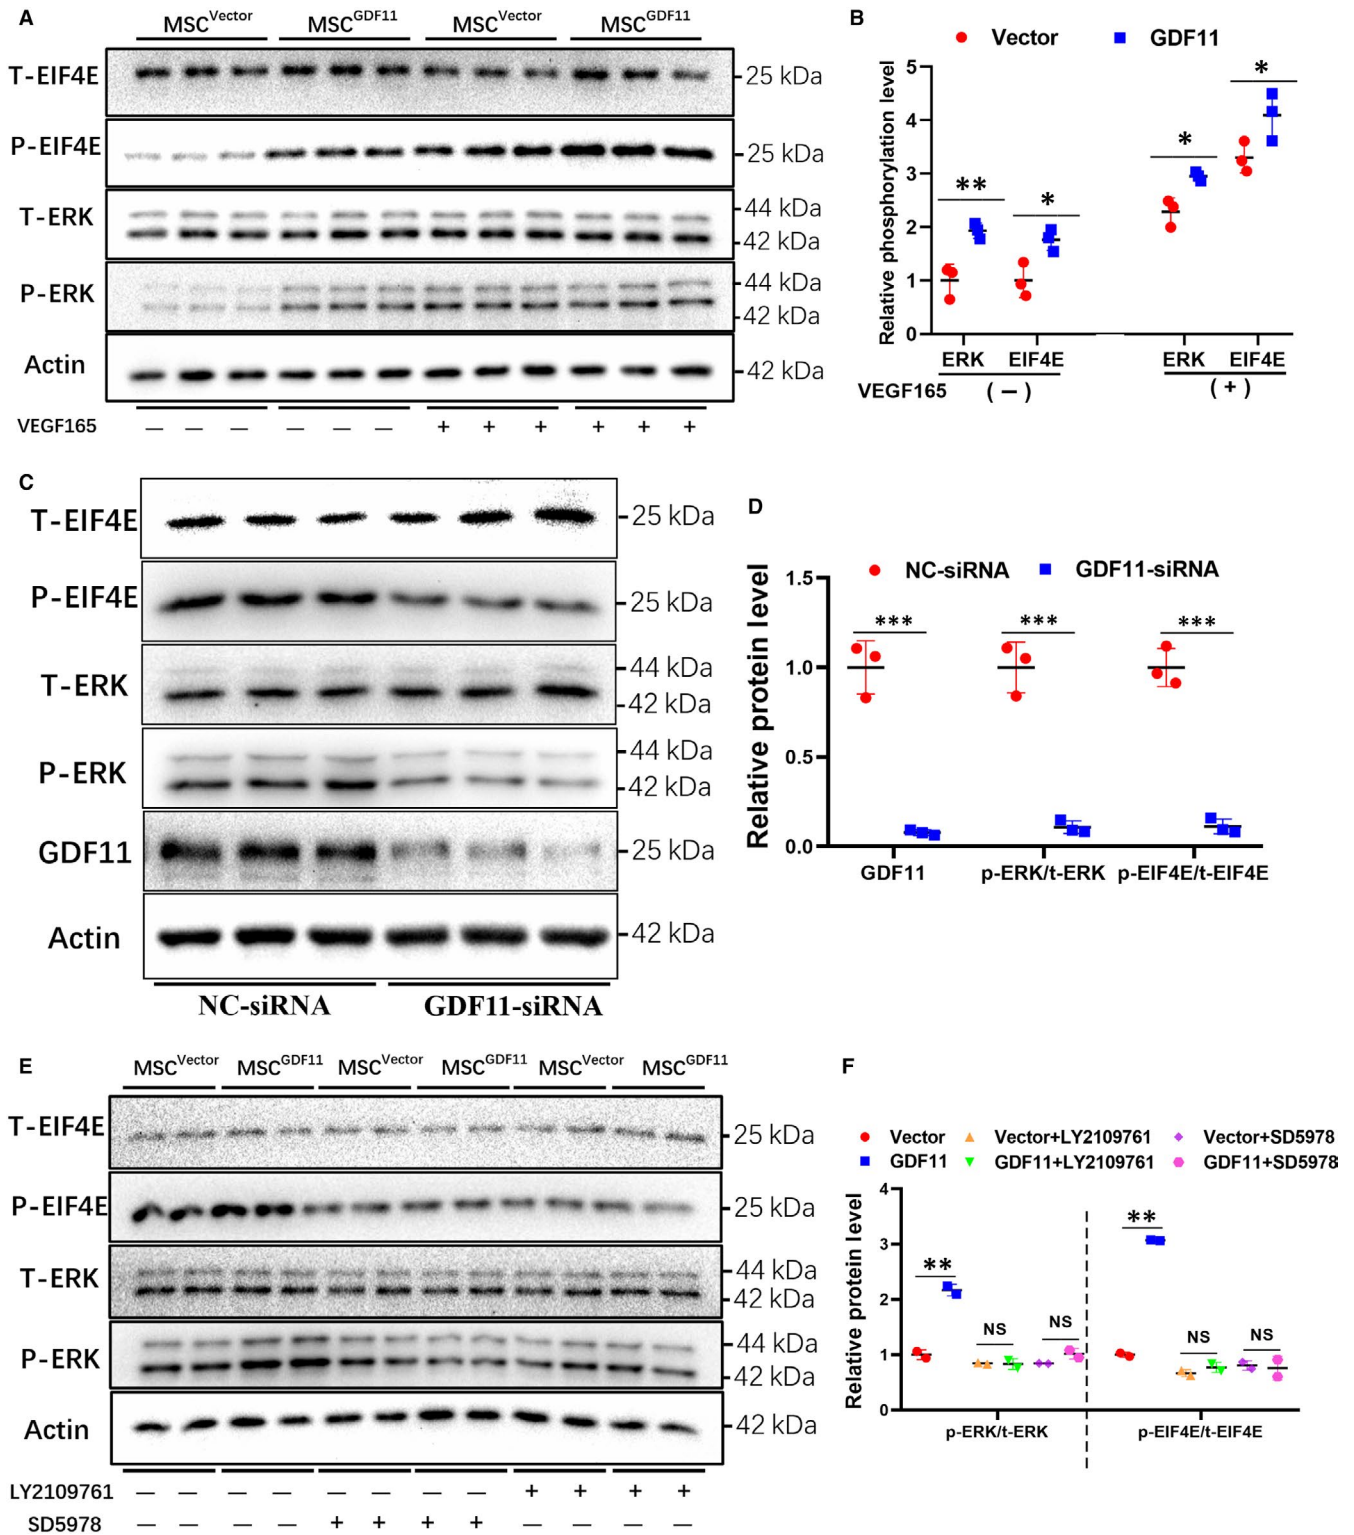 A
MSCVector MSCGDF11 MSCVector MSCGDF11
T-EIF4E 25 kDa
P-EIF4E 25 kDa
T-ERK 44 kDa
42 kDa
P-ERK 44 kDa
42 kDa
Actin 42 kDa
VEGF165 — — — — — — + + + + + +
B
Vector GDF11
Relative phosphorylation level
5
4
3
2
1
0
** * * *
ERK EIF4E ERK EIF4E
VEGF165 ( — ) ( + )
C
T-EIF4E 25 kDa
P-EIF4E 25 kDa
T-ERK 44 kDa
42 kDa
P-ERK 44 kDa
42 kDa
GDF11 25 kDa
Actin 42 kDa
NC-siRNA GDF11-siRNA
D
NC-siRNA GDF11-siRNA
Relative protein level
1.5
1.0
0.5
0.0
*** *** ***
GDF11 p-ERK/t-ERK p-EIF4E/t-EIF4E
E
MSCVector MSCGDF11 MSCVector MSCGDF11 MSCVector MSCGDF11
T-EIF4E 25 kDa
P-EIF4E 25 kDa
T-ERK 44 kDa
42 kDa
P-ERK 44 kDa
42 kDa
Actin 42 kDa
LY2109761 — — — — — — — — + + + +
SD5978 — — — — + + + + — — — —
F
Vector Vector+LY2109761 Vector+SD5978
GDF11 GDF11+LY2109761 GDF11+SD5978
Relative protein level
4
3
2
1
0
** NS NS ** NS NS
p-ERK/t-ERK p-EIF4E/t-EIF4E